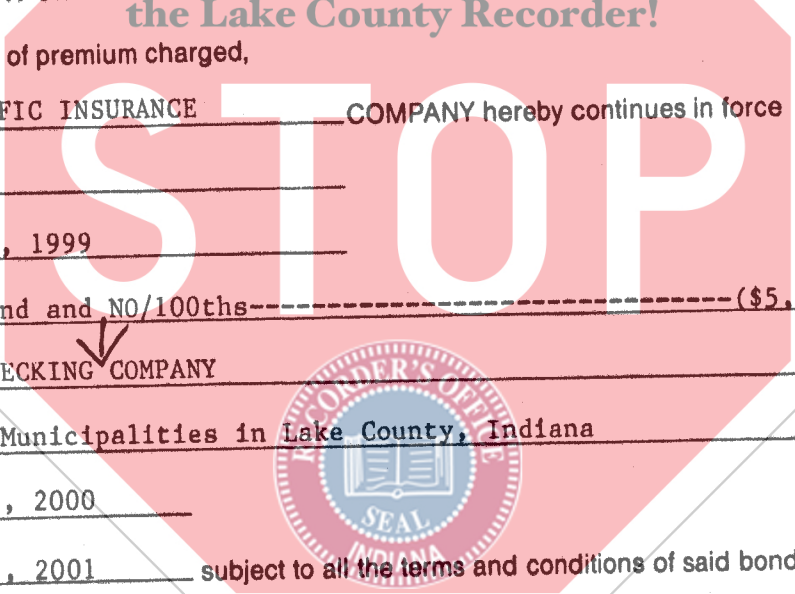 the Lake County Recorder!
of premium charged,
FIC INSURANCE COMPANY hereby continues in force
, 1999
nd and NO/100ths-----------------------------------($5,
ECKING COMPANY
Municipalities in Lake County, Indiana
, 2000
, 2001 subject to all the terms and conditions of said bond
STOP
RECORDER'S OFFICE
SEAL
INDIANA